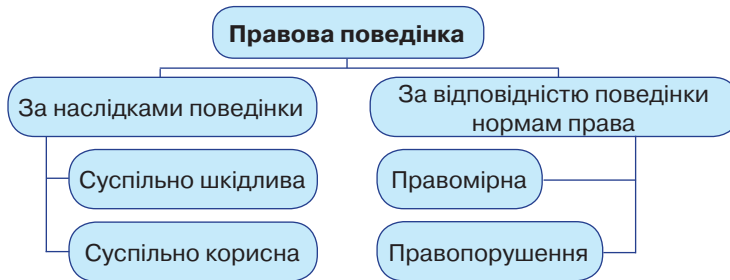 Правова поведінка
За наслідками поведінки
За відповідністю поведінки
нормам права
Суспільно шкідлива
Правомірна
Суспільно корисна
Правопорушення